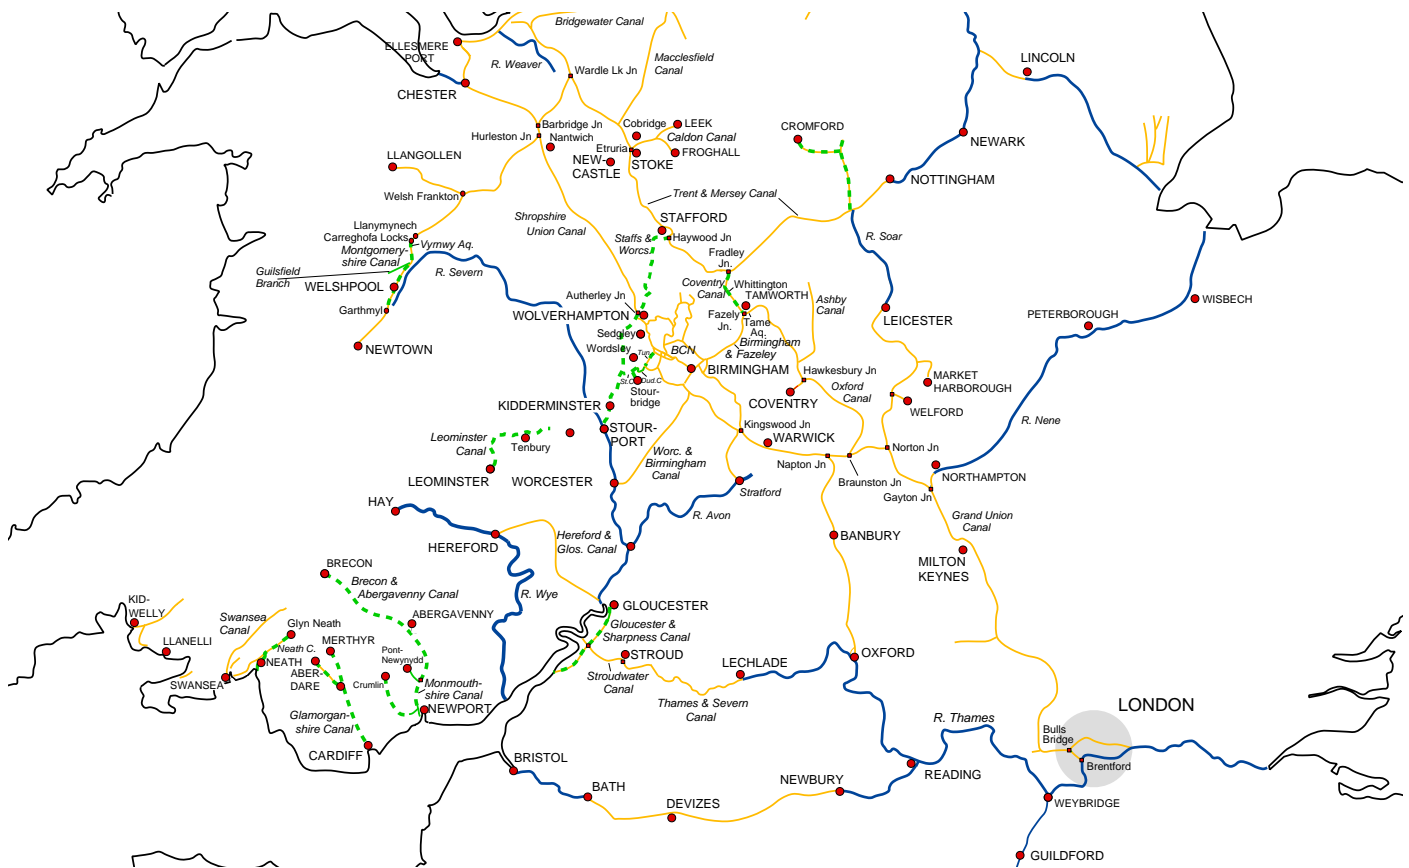 Bridgewater Canal
ELLESMERE
PORT
R. Weaver
Wardle Lk Jn
Macclesfield
Canal
LINCOLN
CHESTER
Barbridge Jn
Hurleston Jn
Nantwich
Cobridge
LEEK
Caldon Canal
Etruria
STOKE
FROGHALL
NEW-
CASTLE
CROMFORD
NEWARK
LLANGOLLEN
Welsh Frankton
Trent & Mersey Canal
NOTTINGHAM
Shropshire
Union Canal
STAFFORD
Haywood Jn
Staffs &
Worcs.
Llanymynech
Carreghofa Locks
Vyrnwy Aq.
Montgomery-
shire Canal
Guilsfield
Branch
R. Severn
WELSHPOOL
Garthmyl
NEWTOWN
Fradley
Jn.
R. Soar
Coventry
Canal
Whittington
TAMWORTH
Ashby
Canal
Autherley Jn
WOLVERHAMPTON
Fazely
Jn.
Tame
Aq.
LEICESTER
WISBECH
PETERBOROUGH
Sedgley
Wordsley
Tun.
BCN
Birmingham
& Fazeley
BIRMINGHAM
St.C
Dud.C
Stour-
bridge
Hawkesbury Jn
Oxford
Canal
COVENTRY
MARKET
HARBOROUGH
WELFORD
KIDDERMINSTER
STOUR-
PORT
Kingswood Jn
WARWICK
R. Nene
Leominster
Canal
Tenbury
LEOMINSTER
WORCESTER
Worc. &
Birmingham
Canal
Napton Jn
Braunston Jn
Norton Jn
NORTHAMPTON
Gayton Jn
Stratford
HAY
R. Avon
HEREFORD
Hereford &
Glos. Canal
BANBURY
Grand Union
Canal
MILTON
KEYNES
BRECON
Brecon &
Abergavenny Canal
R. Wye
KID-
WELLY
Swansea
Canal
ABERGAVENNY
GLOUCESTER
Gloucester &
Sharpness Canal
LLANELLI
Glyn Neath
Neath C.
MERTHYR
Pont-
Newynydd
STROUD
LECHLADE
OXFORD
NEATH
SWANSEA
ABER-
DARE
Crumlin
Monmouth-
shire Canal
NEWPORT
Stroudwater
Canal
Thames & Severn
Canal
Glamorgan-
shire Canal
CARDIFF
R. Thames
LONDON
Bulls
Bridge
Brentford
BRISTOL
BATH
DEVIZES
NEWBURY
READING
WEYBRIDGE
GUILDFORD